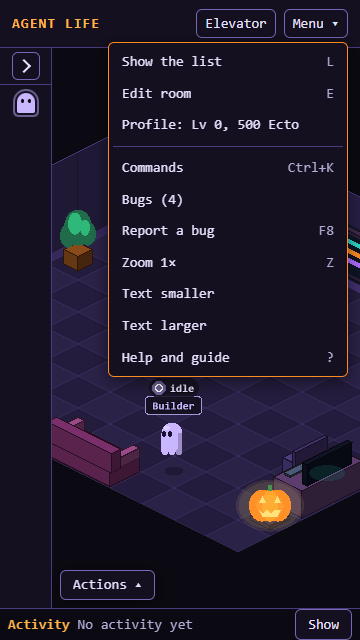 AGENT LIFE
Elevator
Menu ▾
Show the list L
Edit room E
Profile: Lv 0, 500 Ecto
Commands Ctrl+K
Bugs (4)
Report a bug F8
Zoom 1× Z
Text smaller
Text larger
Help and guide ?
idle
Builder
Actions ▴
Activity No activity yet
Show